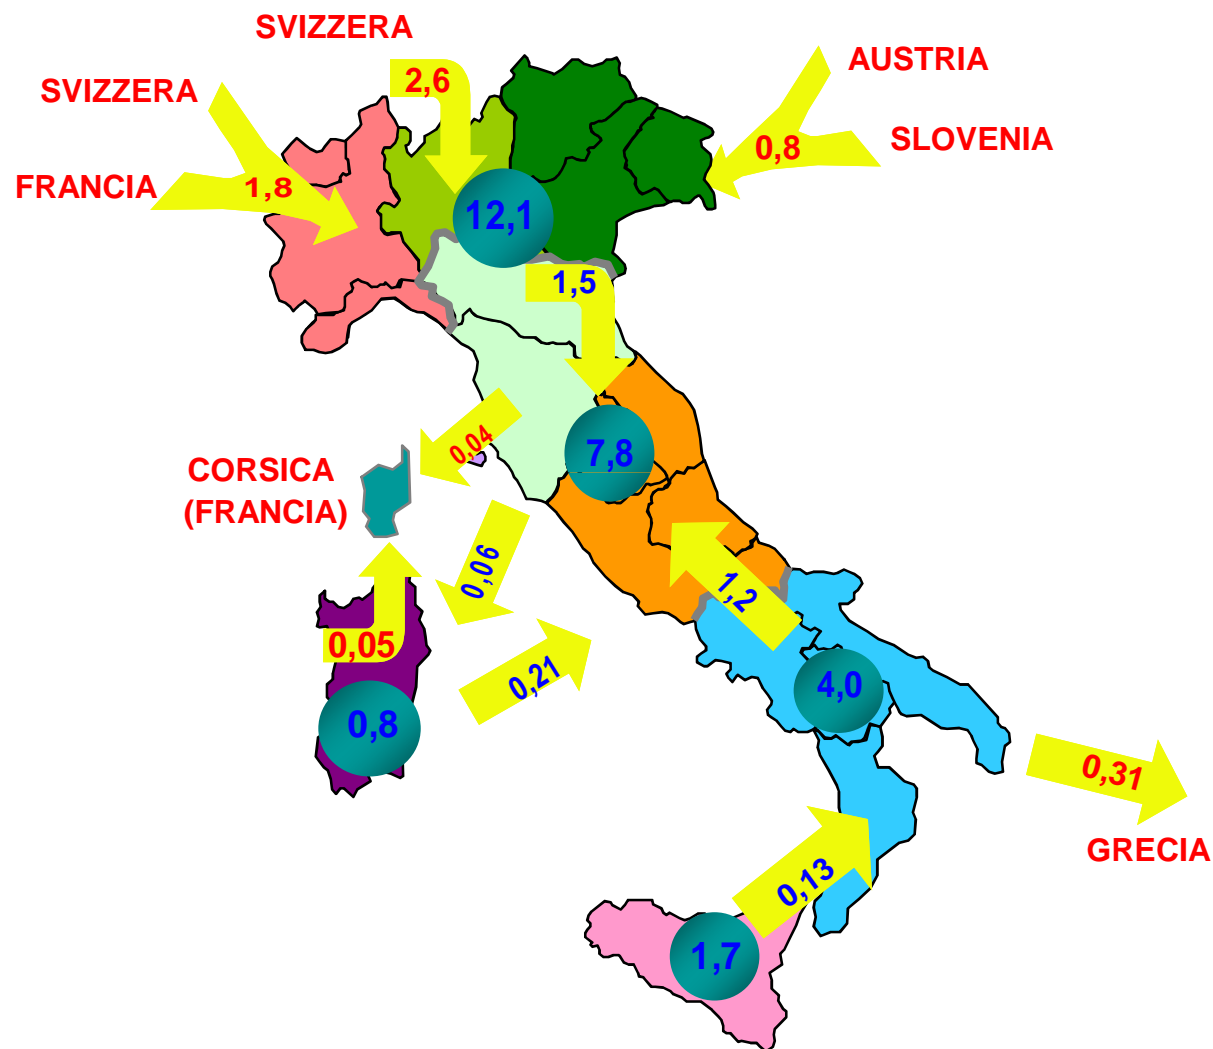 SVIZZERA
SVIZZERA
2,6
AUSTRIA
SLOVENIA
0,8
FRANCIA
1,8
12,1
1,5
0,04
7,8
CORSICA
(FRANCIA)
0,06
1,2
0,05
0,21
0,8
4,0
0,31
GRECIA
0,13
1,7